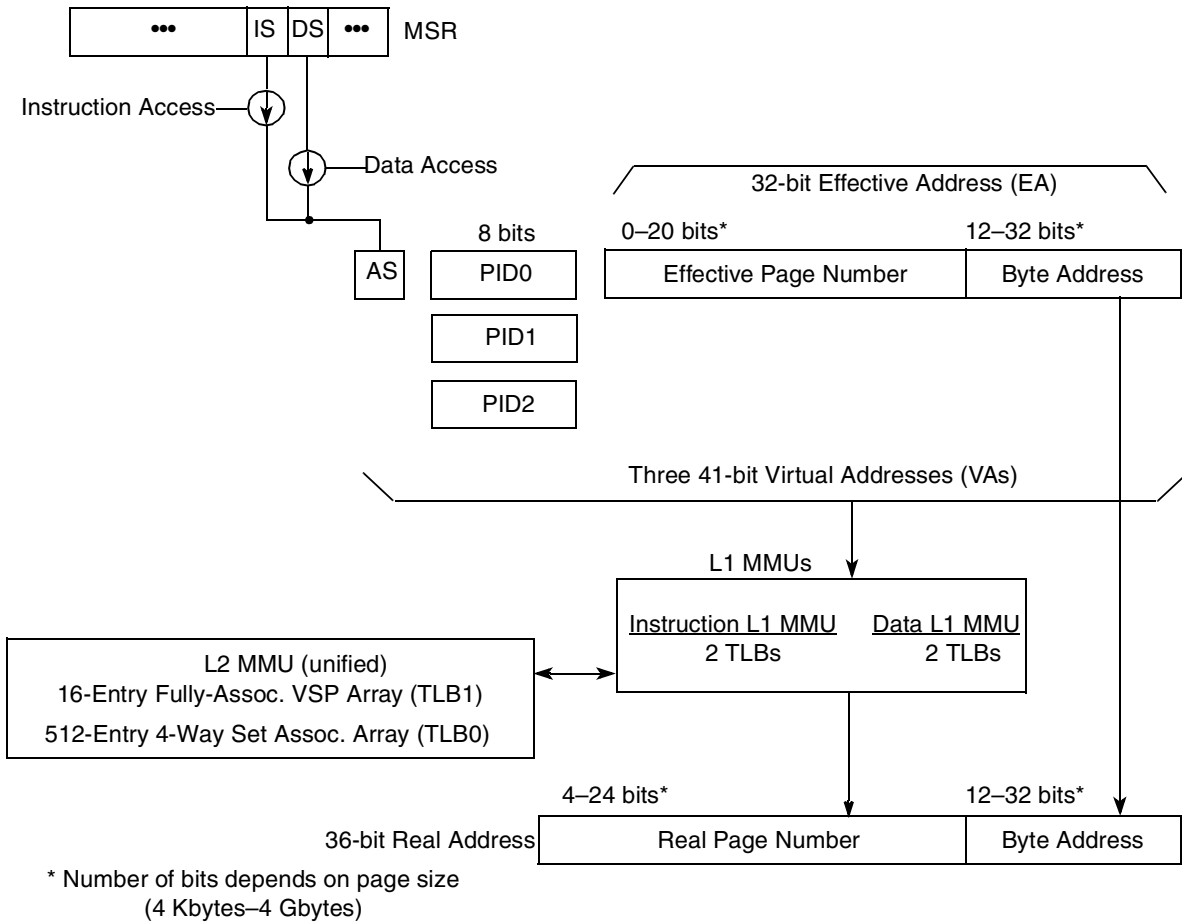 ••• IS DS ••• MSR
Instruction Access
Data Access
32-bit Effective Address (EA)
8 bits 0–20 bits* 12–32 bits*
AS PID0 Effective Page Number Byte Address
PID1
PID2
Three 41-bit Virtual Addresses (VAs)
L1 MMUs
Instruction L1 MMU Data L1 MMU
2 TLBs 2 TLBs
L2 MMU (unified)
16-Entry Fully-Assoc. VSP Array (TLB1)
512-Entry 4-Way Set Assoc. Array (TLB0)
4–24 bits* 12–32 bits*
36-bit Real Address Real Page Number Byte Address
* Number of bits depends on page size
(4 Kbytes–4 Gbytes)